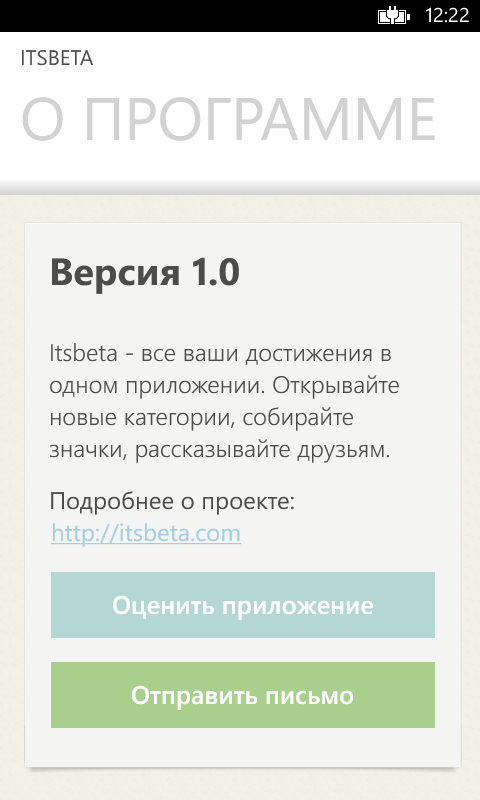 12:22
ITSBETA
О ПРОГРАММЕ
Версия 1.0
Itsbeta - все ваши достижения в
одном приложении. Открывайте
новые категории, собирайте
значки, рассказывайте друзьям.
Подробнее о проекте:
http://itsbeta.com
Оценить приложение
Отправить письмо